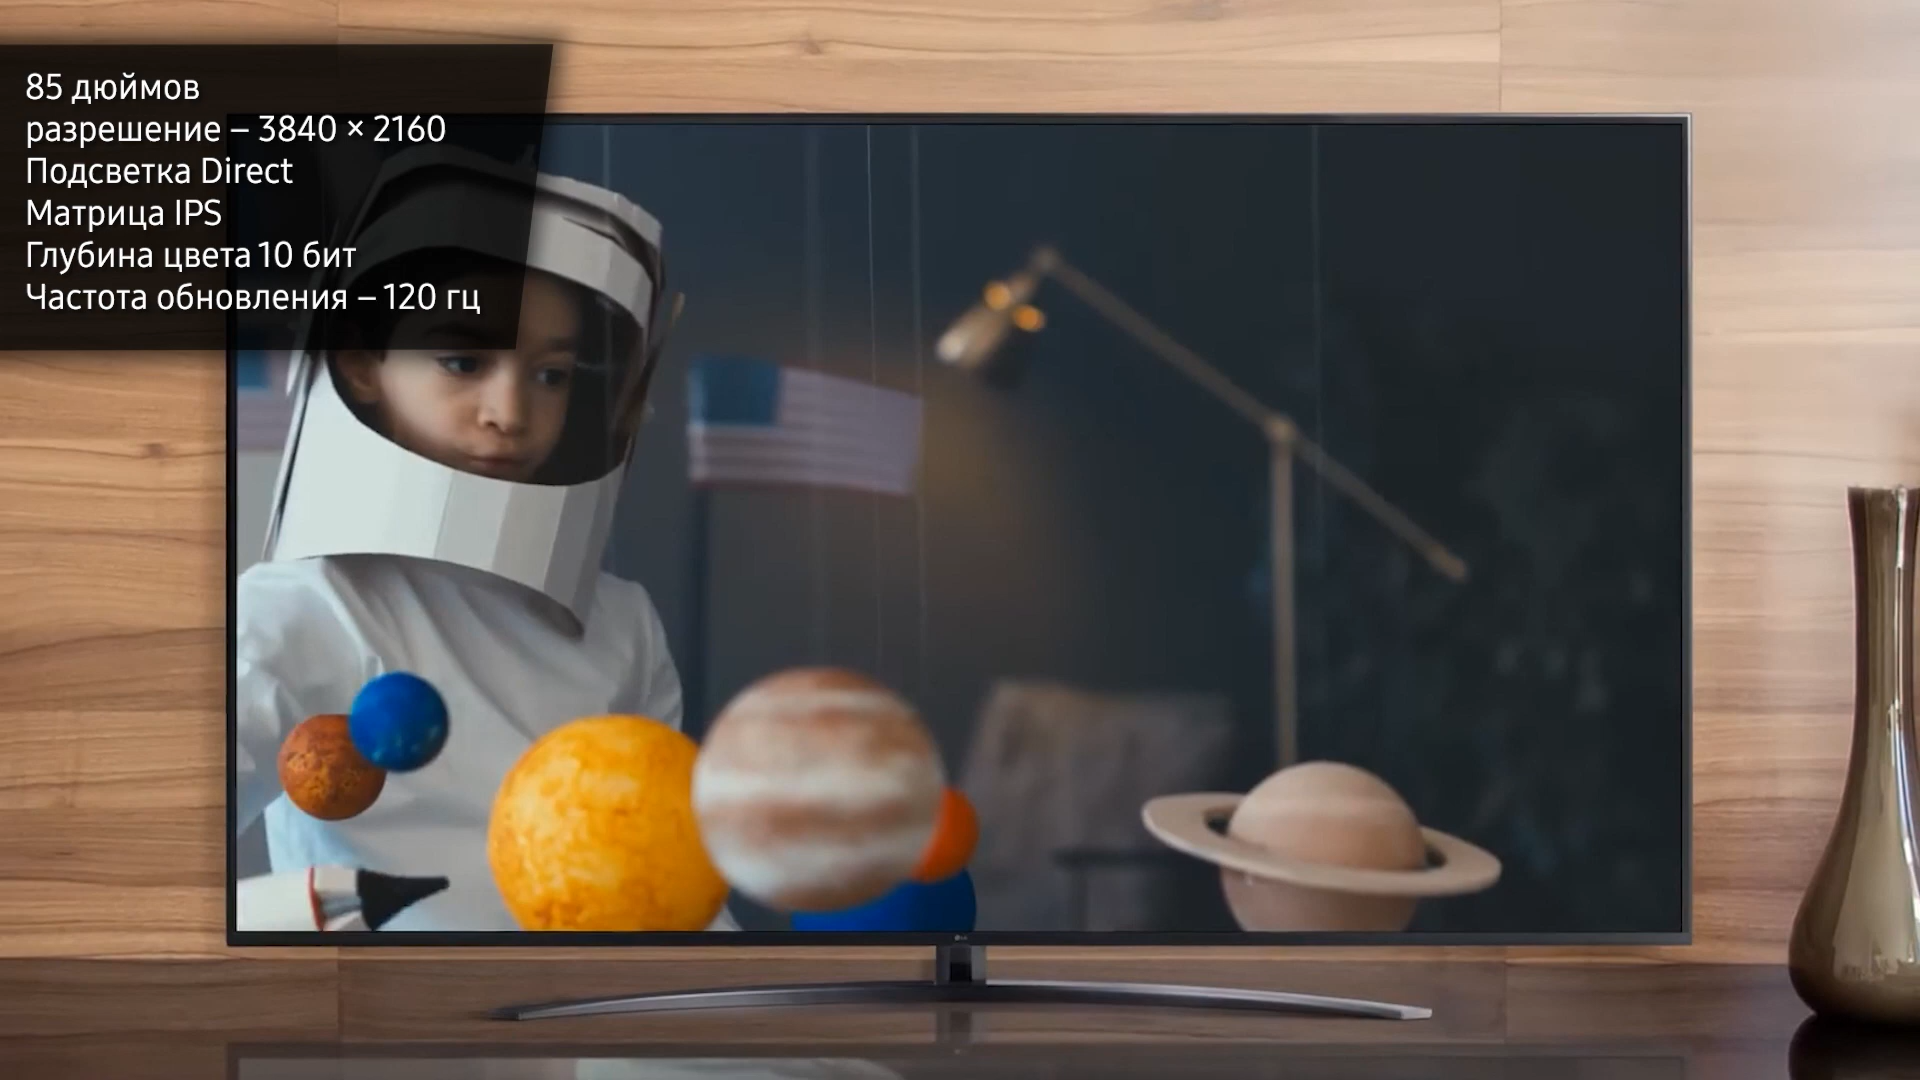 85 дюймов
разрешение – 3840 × 2160
Подсветка Direct
Матрица IPS
Глубина цвета 10 бит
Частота обновления – 120 гц